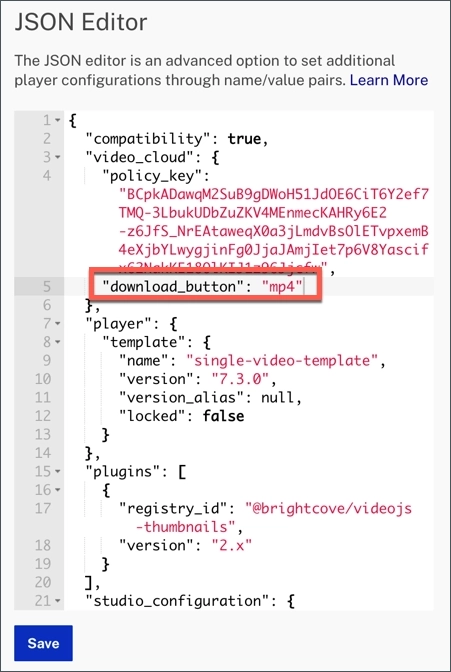 JSON Editor
The JSON editor is an advanced option to set additional
player configurations through name/value pairs. Learn More
1 {
2 "compatibility": true,
3 "video_cloud": {
4 "policy_key":
"BCpkADawqM2SuB9gDWoH51JdOE6CiT6Y2ef7
TMQ-3LbukUDbZuZKV4MEnmecKAHRy6E2
-z6JfS_NrEAtaweqX0a3jLmdvBsOlETvpxemB
4eXjbYLwygjinFg0JjaJAmjIet7p6V8Yascif
5 "download_button": "mp4"
6 },
7 "player": {
8 "template": {
9 "name": "single-video-template",
10 "version": "7.3.0",
11 "version_alias": null,
12 "locked": false
13 }
14 },
15 "plugins": [
16 {
17 "registry_id": "@brightcove/videojs
-thumbnails",
18 "version": "2.x"
19 }
20 ],
21 "studio_configuration": {
Save